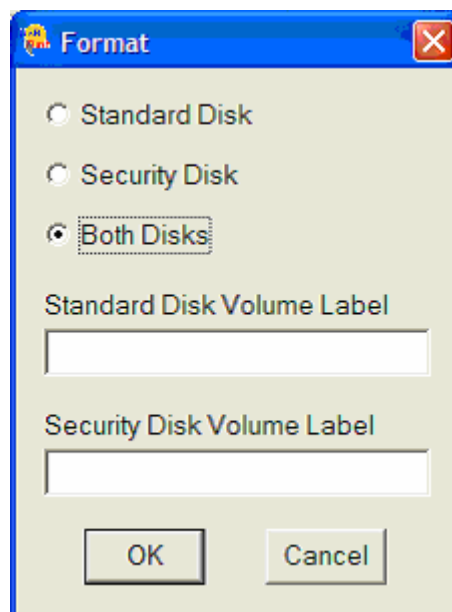 Format
Standard Disk
Security Disk
Both Disks
Standard Disk Volume Label
Security Disk Volume Label
OK Cancel